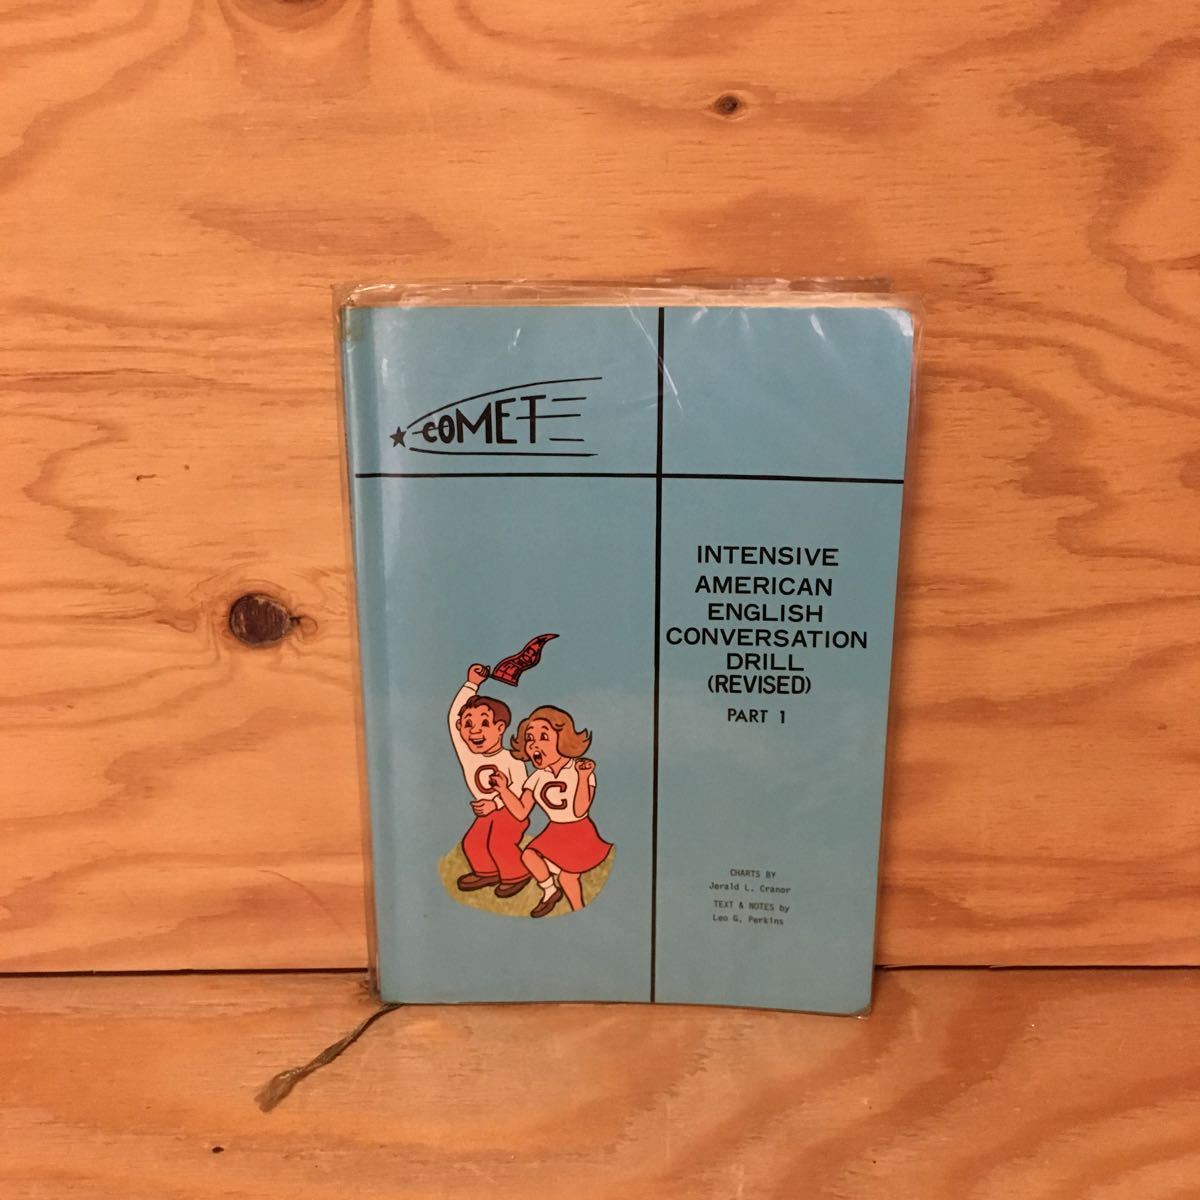 COMET
INTENSIVE
AMERICAN
ENGLISH
CONVERSATION
DRILL
(REVISED)
PART 1
C
C
CHARTS BY
Jerald L. Cranor
TEXT & NOTES by
Leo G. Perkins